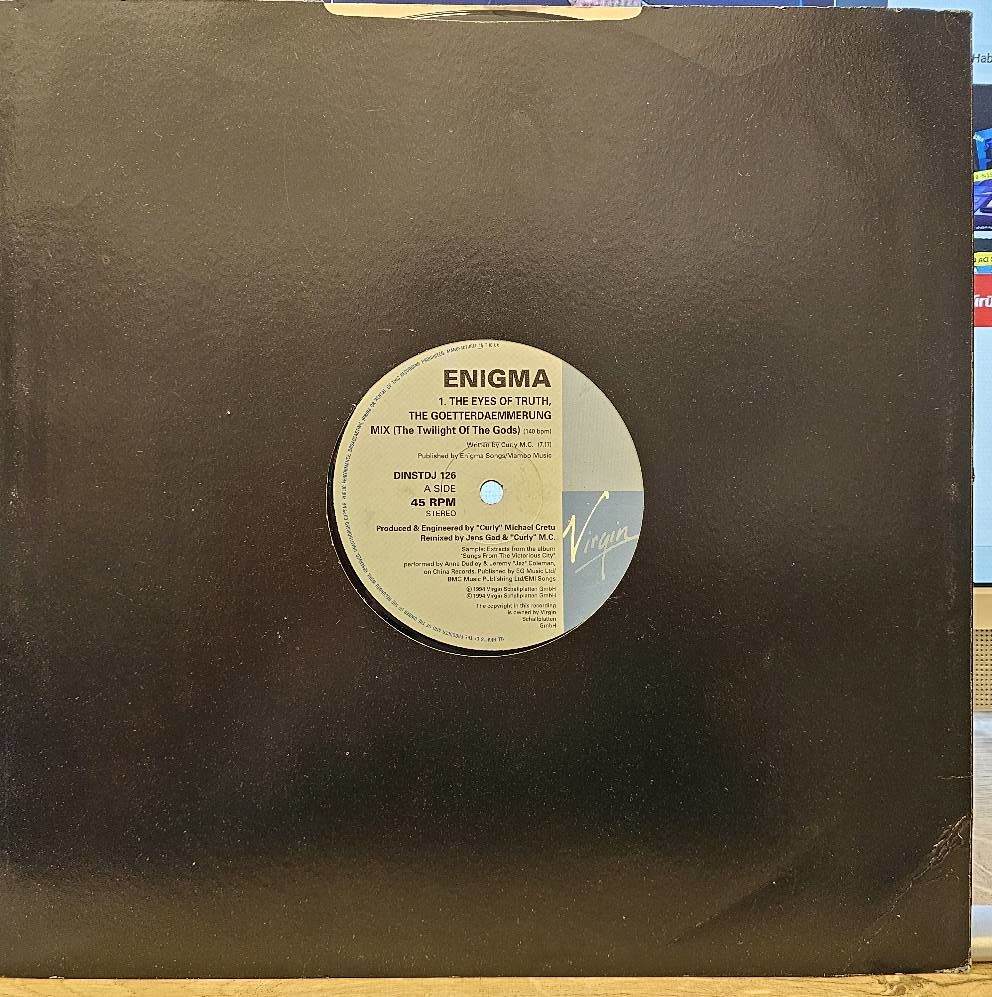 ENIGMA
1. THE EYES OF TRUTH,
THE GOETTERDAEMMERUNG
MIX (The Twilight Of The Gods) (140 bpm)
Written by Curly M.C. (7.17)
Published by Enigma Songs/Mambo Music
DINSTDJ 126
A SIDE
45 RPM
STEREO
Produced & Engineered by "Curly" Michael Cretu
Remixed by Jens Gad & "Curly" M.C.
Sample: Extracts from the album
"Songs From The Victorious City"
performed by Anne Dudley & Jeremy "Jaz" Coleman,
on China Records. Published by EG Music Ltd/
BMG Music Publishing Ltd/EMI Songs
℗ 1994 Virgin Schallplatten GmbH
© 1994 Virgin Schallplatten GmbH
The copyright in this recording
is owned by Virgin
Schallplatten
GmbH
Virgin
Hab